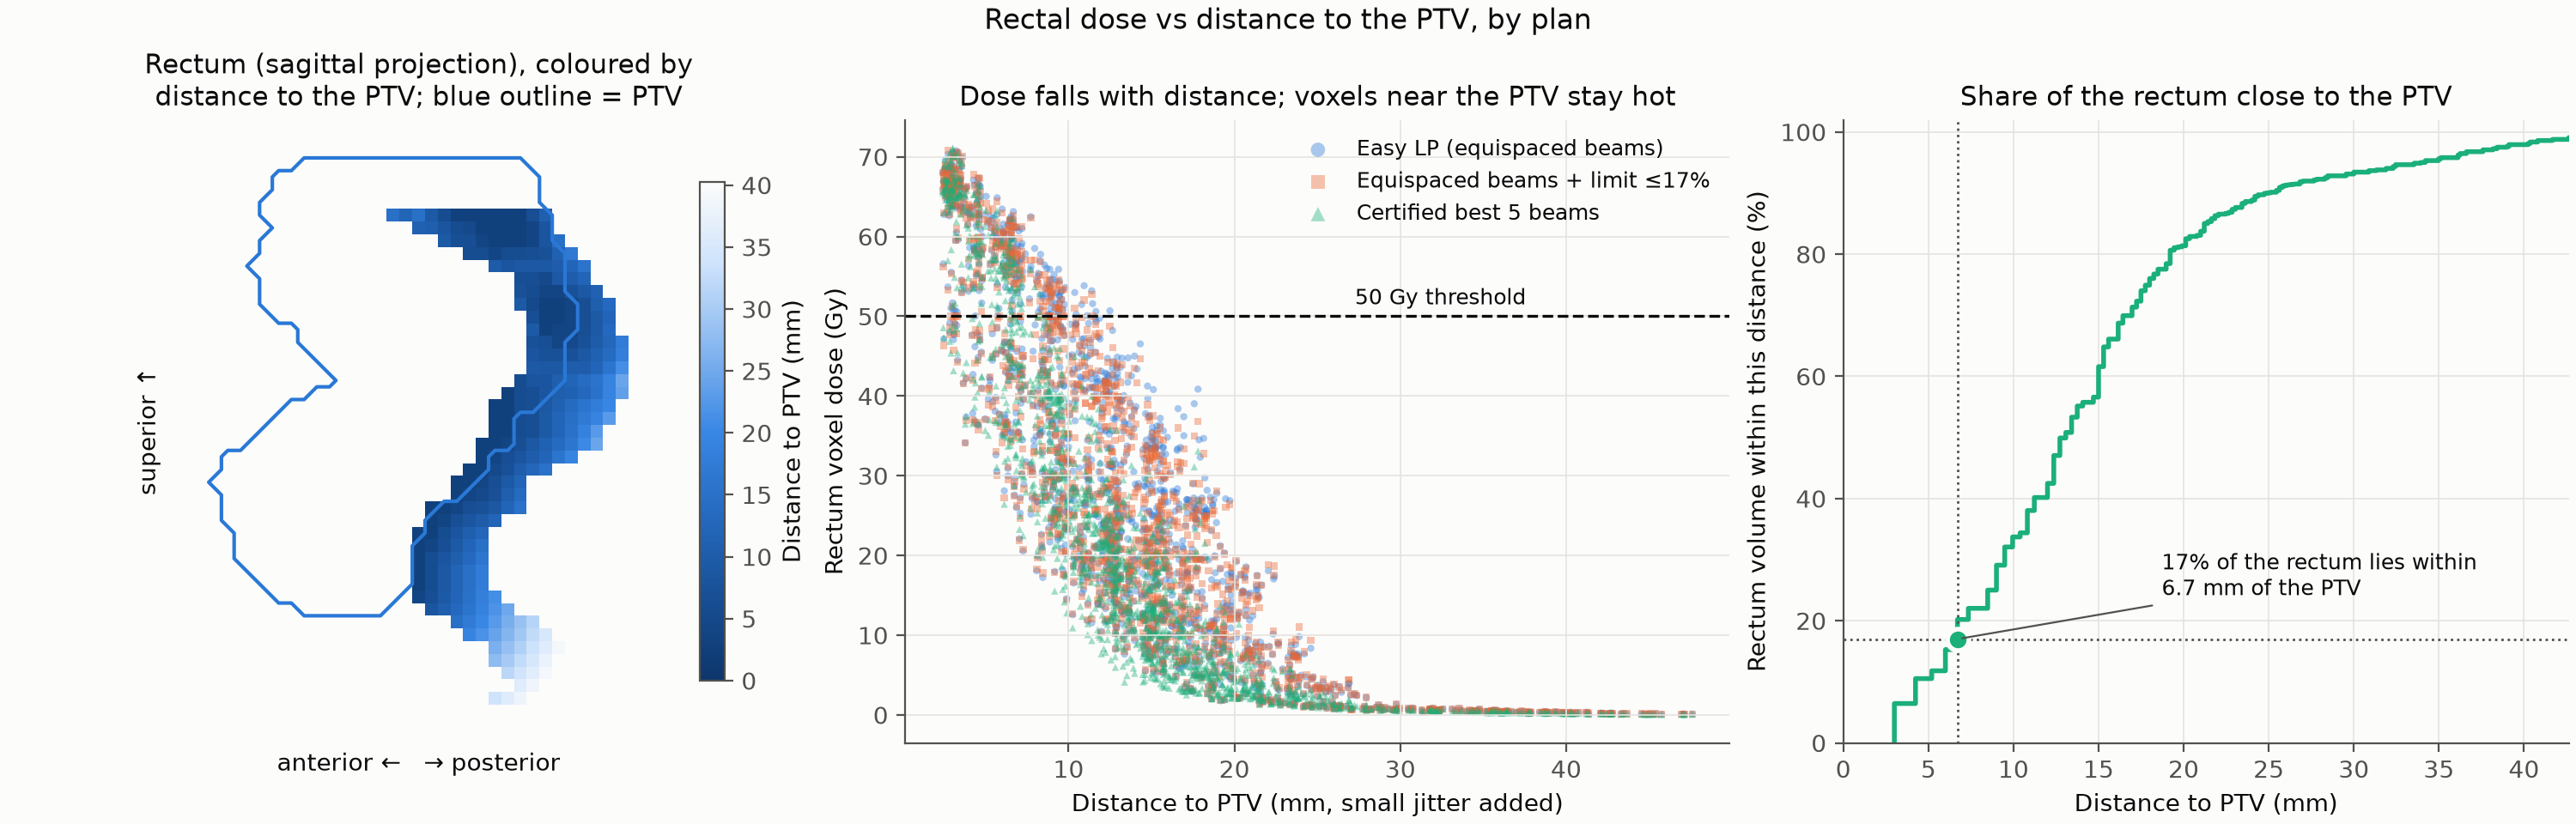 Rectal dose vs distance to the PTV, by plan
Rectum (sagittal projection), coloured by
distance to the PTV; blue outline = PTV
superior ↑
anterior ← → posterior
40
35
30
25
20
15
10
5
0
Distance to PTV (mm)
Dose falls with distance; voxels near the PTV stay hot
Easy LP (equispaced beams)
Equispaced beams + limit ≤17%
Certified best 5 beams
50 Gy threshold
Rectum voxel dose (Gy)
70
60
50
40
30
20
10
0
10
20
30
40
Distance to PTV (mm, small jitter added)
Share of the rectum close to the PTV
Rectum volume within this distance (%)
100
80
60
40
20
0
17% of the rectum lies within
6.7 mm of the PTV
0
5
10
15
20
25
30
35
40
Distance to PTV (mm)